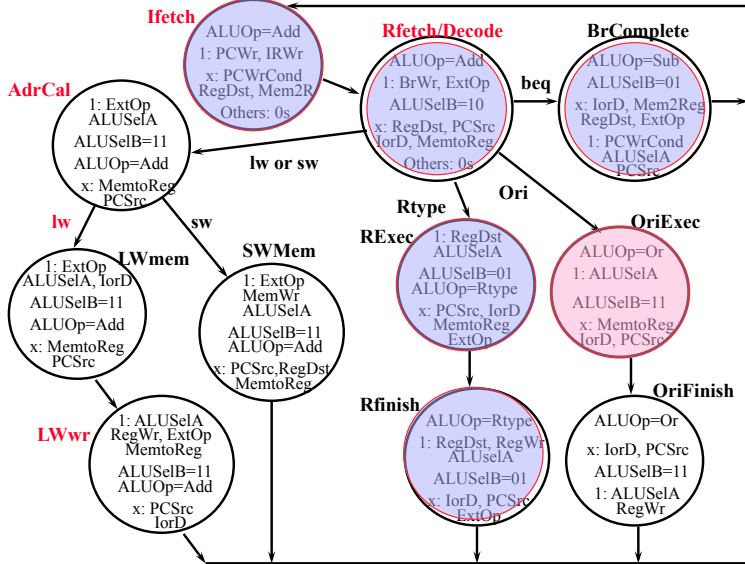 Ifetch
ALUOp=Add
1: PCWr, IRWr
x: PCWrCond
RegDst, Mem2R
Others: 0s
Rfetch/Decode
ALUOp=Add
1: BrWr, ExtOp
ALUSelB=10
x: RegDst, PCSrc
IorD, MemtoReg
Others: 0s
beq
BrComplete
ALUOp=Sub
ALUSelB=01
x: IorD, Mem2Reg
RegDst, ExtOp
1: PCWrCond
ALUSelA
PCSrc
AdrCal
1: ExtOp
ALUSelA
ALUSelB=11
ALUOp=Add
x: MemtoReg
PCSrc
lw or sw
Rtype
Ori
lw
sw
LWmem
1: ExtOp
ALUSelA, IorD
ALUSelB=11
ALUOp=Add
x: MemtoReg
PCSrc
SWMem
1: ExtOp
MemWr
ALUSelA
ALUSelB=11
ALUOp=Add
x: PCSrc,RegDst
MemtoReg
RExec
1: RegDst
ALUSelA
ALUSelB=01
ALUOp=Rtype
x: PCSrc, IorD
MemtoReg
ExtOp
OriExec
ALUOp=Or
1: ALUSelA
ALUSelB=11
x: MemtoReg
IorD, PCSrc
LWwr
1: ALUSelA
RegWr, ExtOp
MemtoReg
ALUSelB=11
ALUOp=Add
x: PCSrc
IorD
Rfinish
ALUOp=Rtype
1: RegDst, RegWr
ALUselA
ALUSelB=01
x: IorD, PCSrc
ExtOp
OriFinish
ALUOp=Or
x: IorD, PCSrc
ALUSelB=11
1: ALUSelA
RegWr